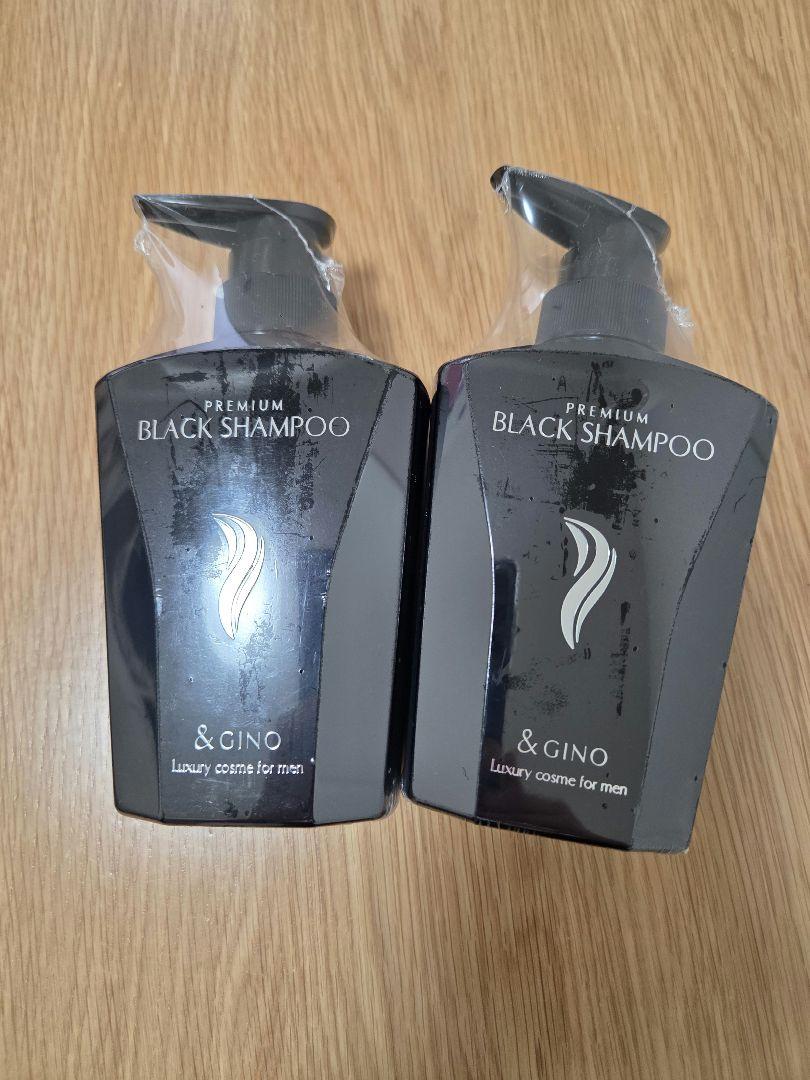 PREMIUM
BLACK SHAMPOO
&GINO
Luxury cosme for men
PREMIUM
BLACK SHAMPOO
&GINO
Luxury cosme for men